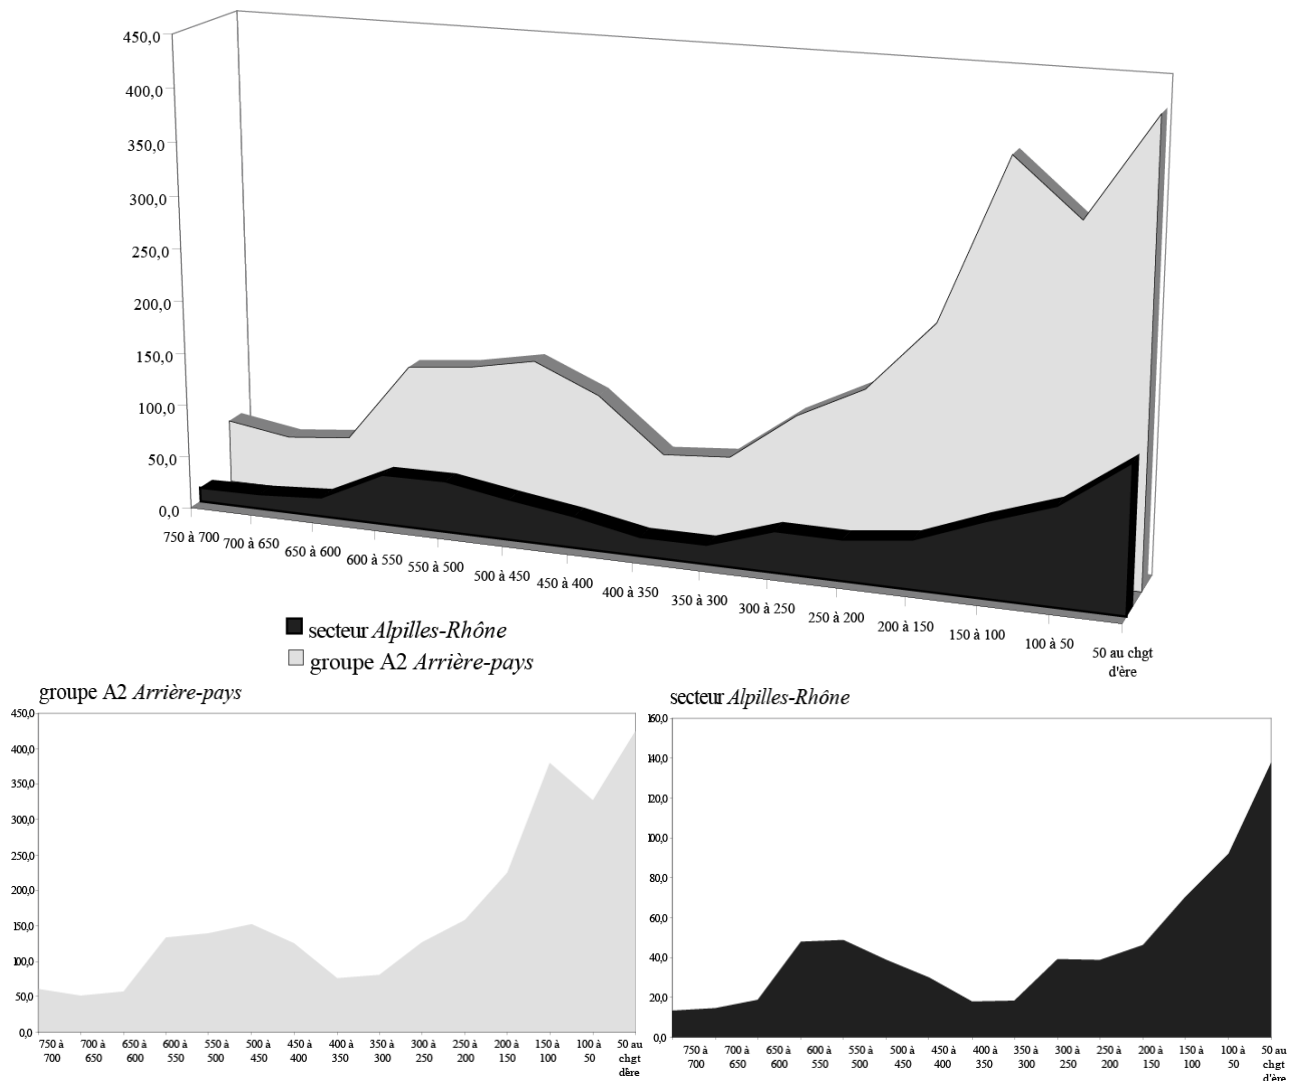 450,0
400,0
350,0
300,0
250,0
200,0
150,0
100,0
50,0
0,0
750 à 700
700 à 650
650 à 600
600 à 550
550 à 500
500 à 450
450 à 400
400 à 350
350 à 300
300 à 250
250 à 200
200 à 150
150 à 100
100 à 50
50 au chgt
d'ère
secteur Alpilles-Rhône
groupe A2 Arrière-pays
groupe A2 Arrière-pays
450,0
400,0
350,0
300,0
250,0
200,0
150,0
100,0
50,0
0,0
750 à 700 à 650 à 600 à 550 à 500 à 450 à 400 à 350 à 300 à 250 à 200 à 150 à 100 à 50 au
700 650 600 550 500 450 400 350 300 250 200 150 100 50 chgt
d'ère
secteur Alpilles-Rhône
160,0
140,0
120,0
100,0
80,0
60,0
40,0
20,0
0,0
750 à 700 à 650 à 600 à 550 à 500 à 450 à 400 à 350 à 300 à 250 à 200 à 150 à 100 à 50 au
700 650 600 550 500 450 400 350 300 250 200 150 100 50 chgt
d'ère